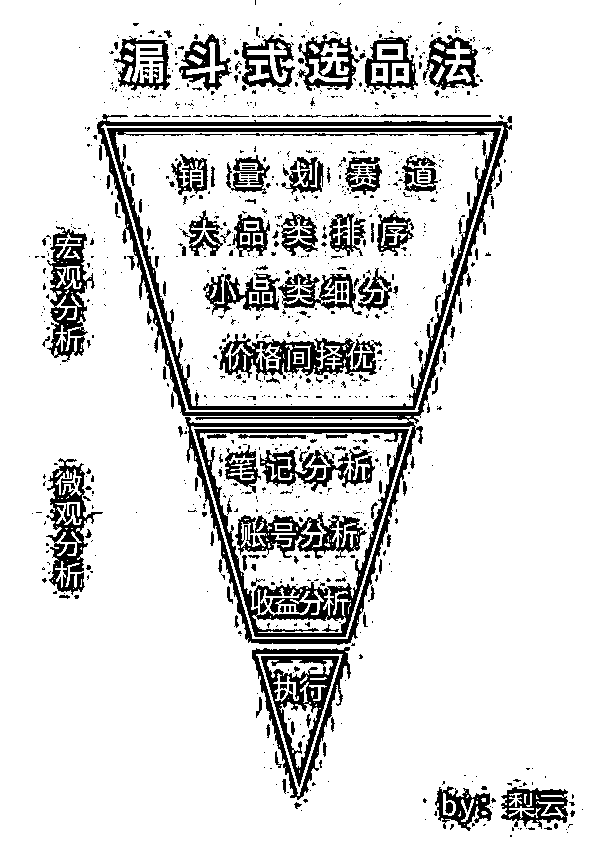 漏斗式选品法
销量划赛道
大品类排序
小品类细分
价格间择优
宏观分析
笔记分析
账号分析
收益分析
微观分析
执行
by：梨云